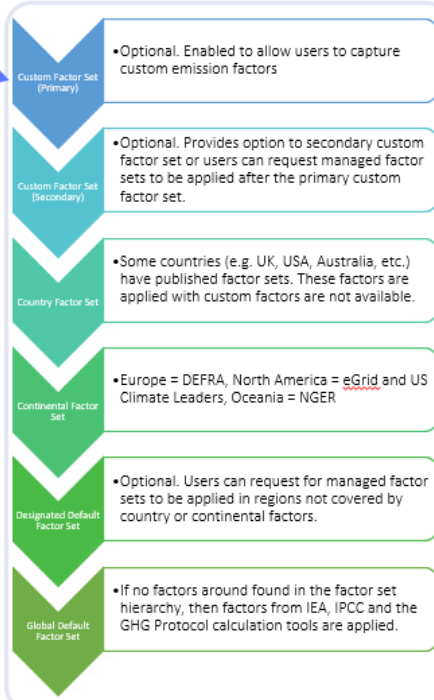 Custom Factor Set
(Primary)
•Optional. Enabled to allow users to capture
custom emission factors
Custom Factor Set
(Secondary)
•Optional. Provides option to secondary custom
factor set or users can request managed factor
sets to be applied after the primary custom
factor set.
Country Factor Set
•Some countries (e.g. UK, USA, Australia, etc.)
have published factor sets. These factors are
applied with custom factors are not available.
Continental Factor
Set
•Europe = DEFRA, North America = eGrid and US
Climate Leaders, Oceania = NGER
Designated Default
Factor Set
•Optional. Users can request for managed factor
sets to be applied in regions not covered by
country or continental factors.
Global Default
Factor Set
•If no factors around found in the factor set
hierarchy, then factors from IEA, IPCC and the
GHG Protocol calculation tools are applied.